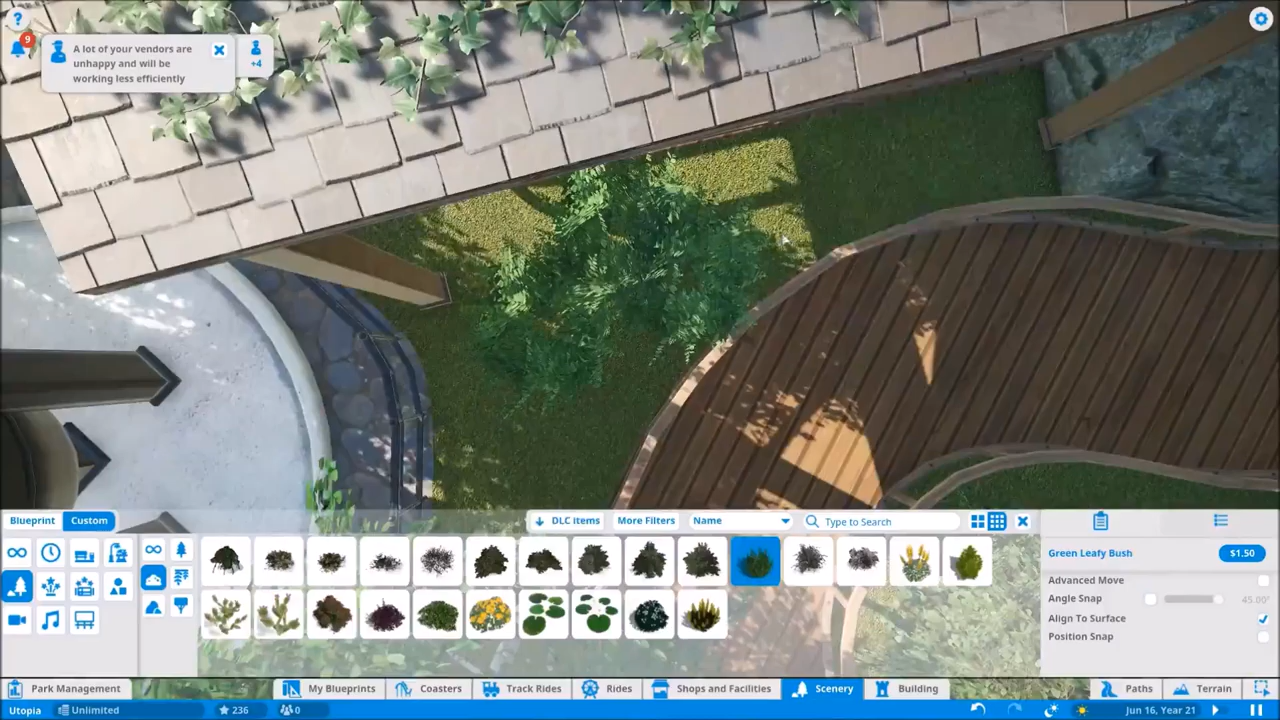 ?
9
A lot of your vendors are
unhappy and will be
working less efficiently
+4
Blueprint
Custom
DLC Items
More Filters
Name
Type to Search
Green Leafy Bush
$1.50
Advanced Move
Angle Snap
45.00°
Align To Surface
Position Snap
Park Management
My Blueprints
Coasters
Track Rides
Rides
Shops and Facilities
Scenery
Building
Paths
Terrain
Utopia
Unlimited
236
0
Jun 16, Year 21